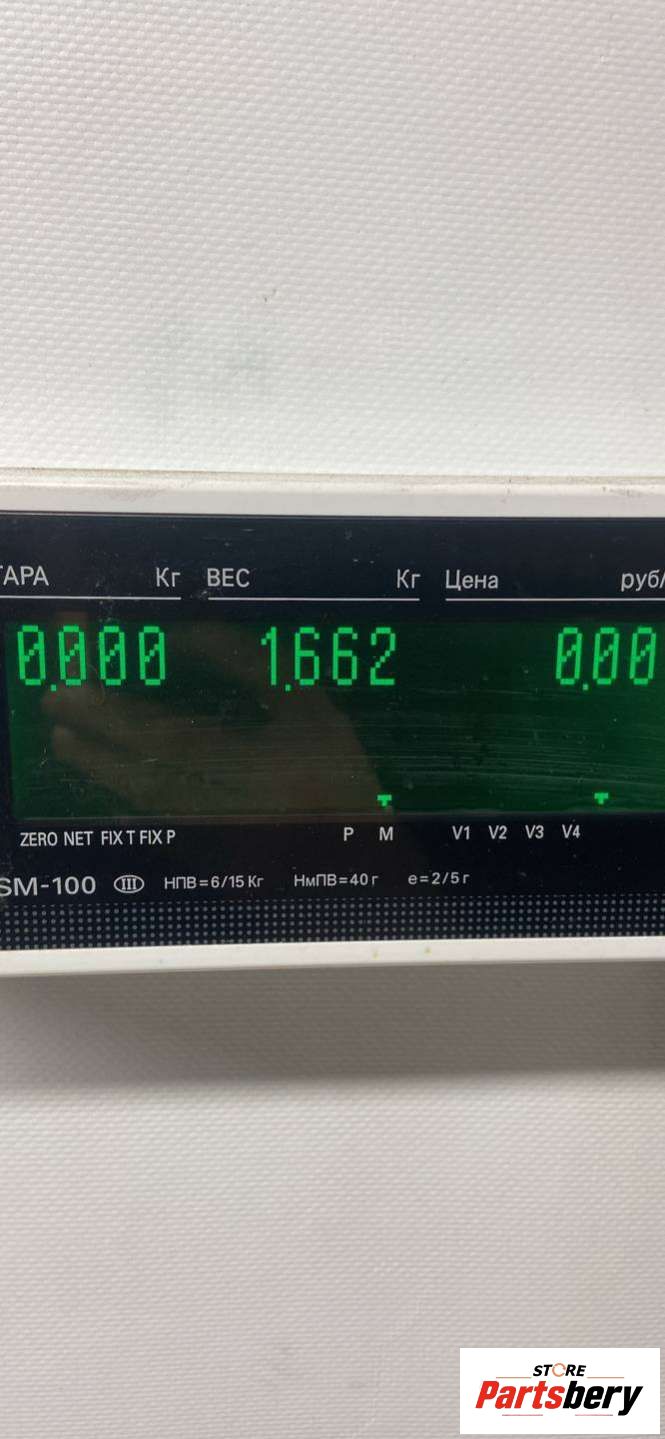 ТАРА Кг ВЕС Кг Цена руб/
0.000 1.662 0.00
ZERO NET FIX T FIX P P M V1 V2 V3 V4
SM-100 III НПВ=6/15 Кг НмПВ=40 г е=2/5 г
STORE
Partsbery